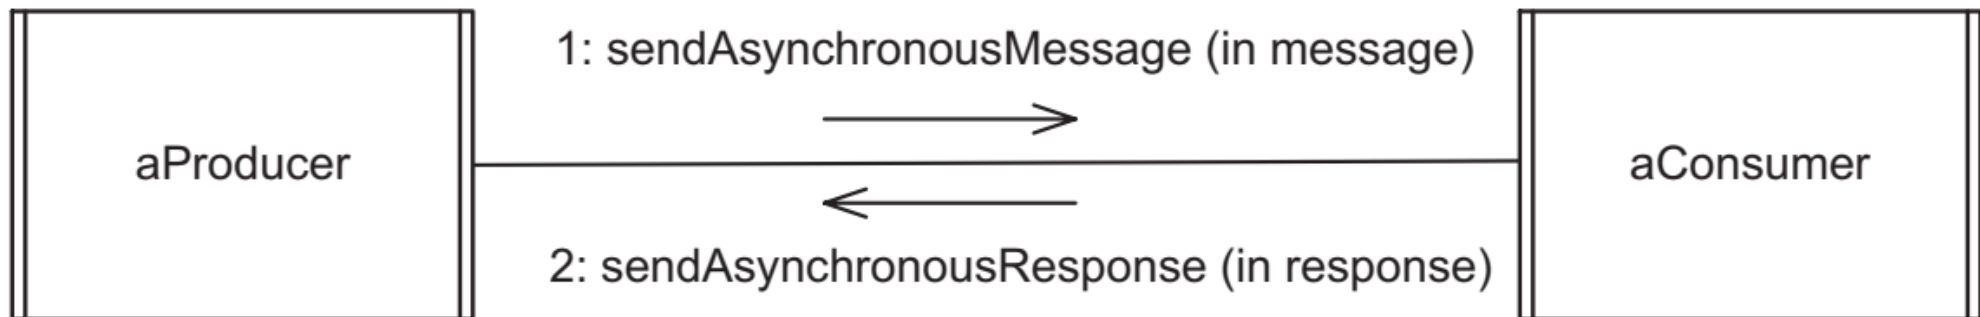 1: sendAsynchronousMessage (in message)
aProducer
aConsumer
2: sendAsynchronousResponse (in response)